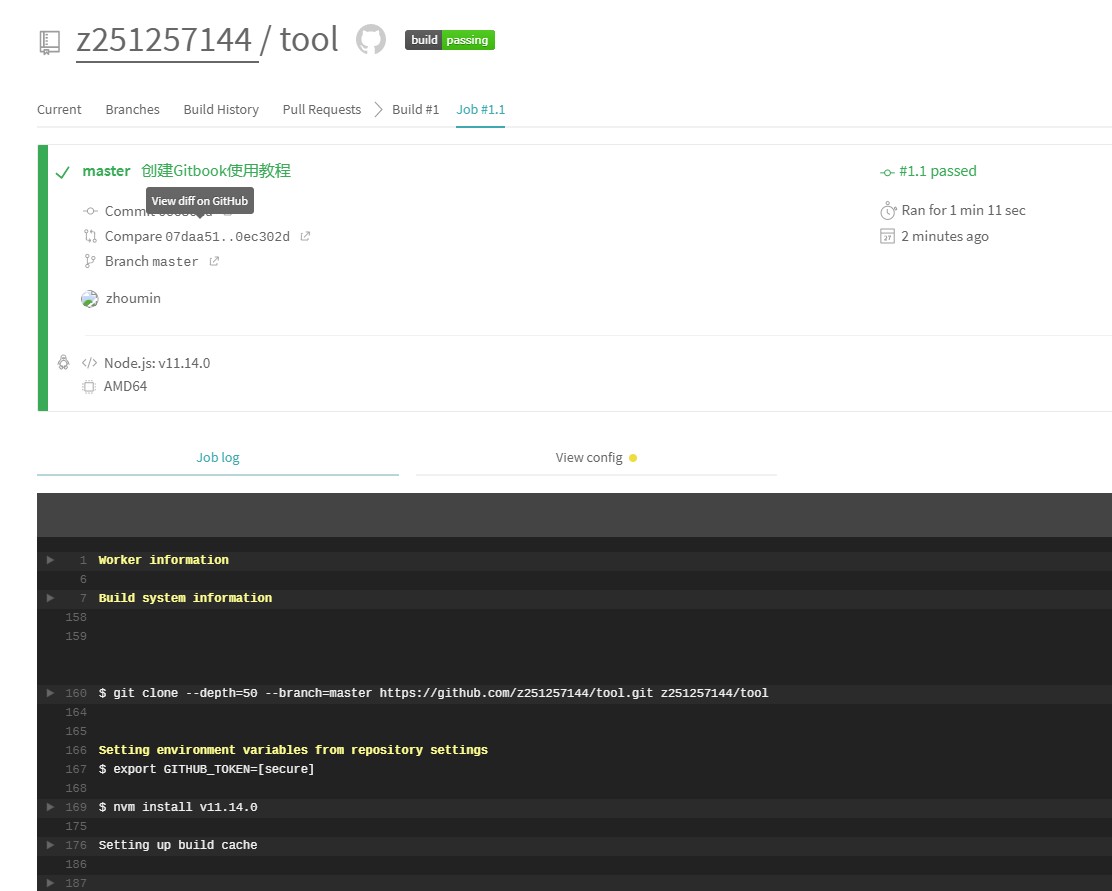 z251257144 / tool
build passing
Current Branches Build History Pull Requests Build #1 Job #1.1
master 创建Gitbook使用教程
#1.1 passed
View diff on GitHub
Commit
Ran for 1 min 11 sec
Compare 07daa51..0ec302d
27
2 minutes ago
Branch master
zhoumin
Node.js: v11.14.0
AMD64
Job log View config
1 Worker information
6
7 Build system information
158
159
160 $ git clone --depth=50 --branch=master https://github.com/z251257144/tool.git z251257144/tool
164
165
166 Setting environment variables from repository settings
167 $ export GITHUB_TOKEN=[secure]
168
169 $ nvm install v11.14.0
175
176 Setting up build cache
186
187